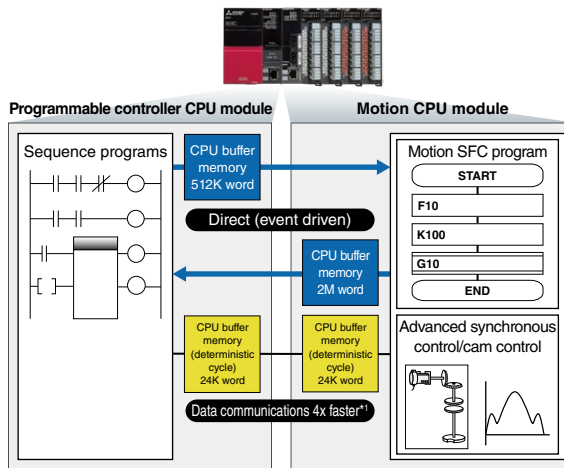 Programmable controller CPU module
Motion CPU module
Sequence programs
CPU buffer
memory
512K word
Motion SFC program
START
F10
K100
G10
END
Direct (event driven)
CPU buffer
memory
2M word
CPU buffer
memory
(deterministic
cycle)
24K word
CPU buffer
memory
(deterministic
cycle)
24K word
Advanced synchronous
control/cam control
Data communications 4x faster*1